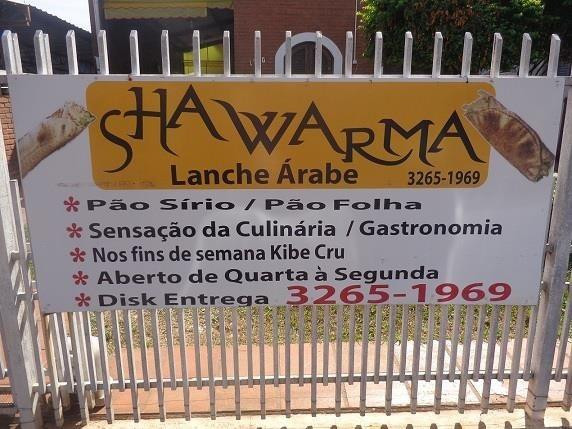 SHAWARMA
Lanche Árabe 3265-1969
* Pão Sírio / Pão Folha
* Sensação da Culinária / Gastronomia
* Nos fins de semana Kibe Cru
* Aberto de Quarta à Segunda
* Disk Entrega 3265-1969